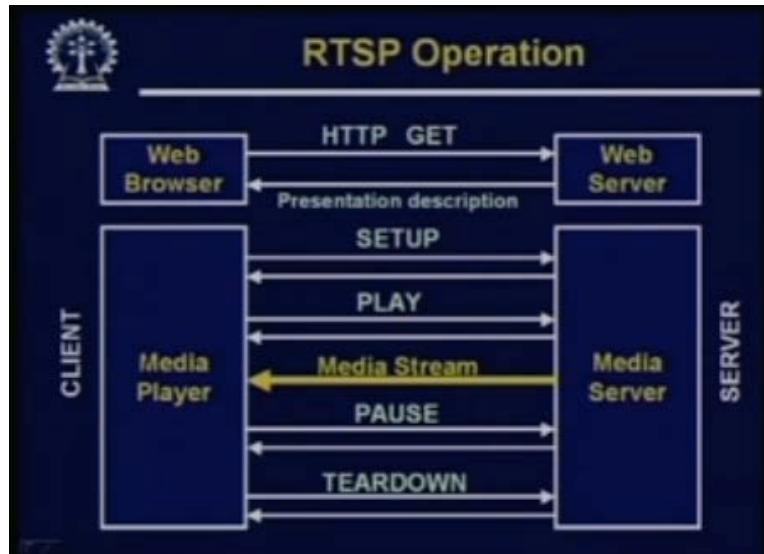 RTSP Operation
HTTP GET
Web
Browser
Web
Server
Presentation description
SETUP
PLAY
CLIENT
Media
Player
Media Stream
Media
Server
SERVER
PAUSE
TEARDOWN